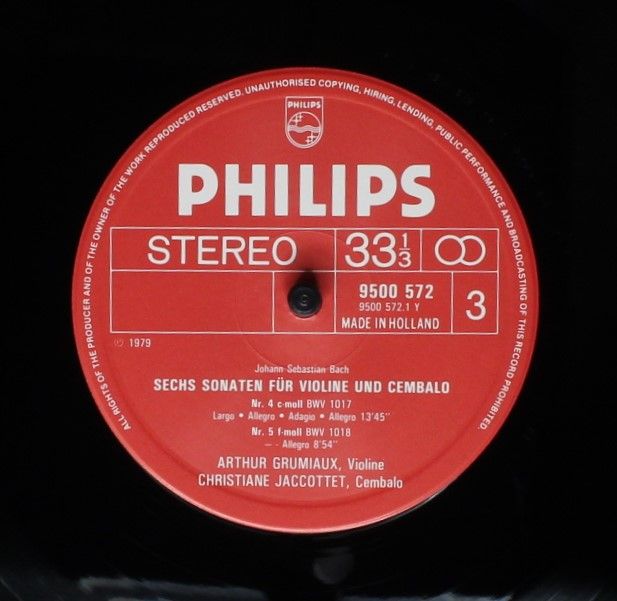 ALL RIGHTS OF THE PRODUCER AND OF THE OWNER OF THE WORK REPRODUCED RESERVED. UNAUTHORISED COPYING, HIRING, LENDING, PUBLIC PERFORMANCE AND BROADCASTING OF THIS RECORD PROHIBITED.
PHILIPS
PHILIPS
STEREO 33 1/3
9500 572
9500 572.1 Y
MADE IN HOLLAND
3
℗ 1979
Johann Sebastian Bach
SECHS SONATEN FÜR VIOLINE UND CEMBALO
Nr. 4 c-moll BWV 1017
Largo • Allegro • Adagio • Allegro 13'45"
Nr. 5 f-moll BWV 1018
- - Allegro 8'54"
ARTHUR GRUMIAUX, Violine
CHRISTIANE JACCOTTET, Cembalo